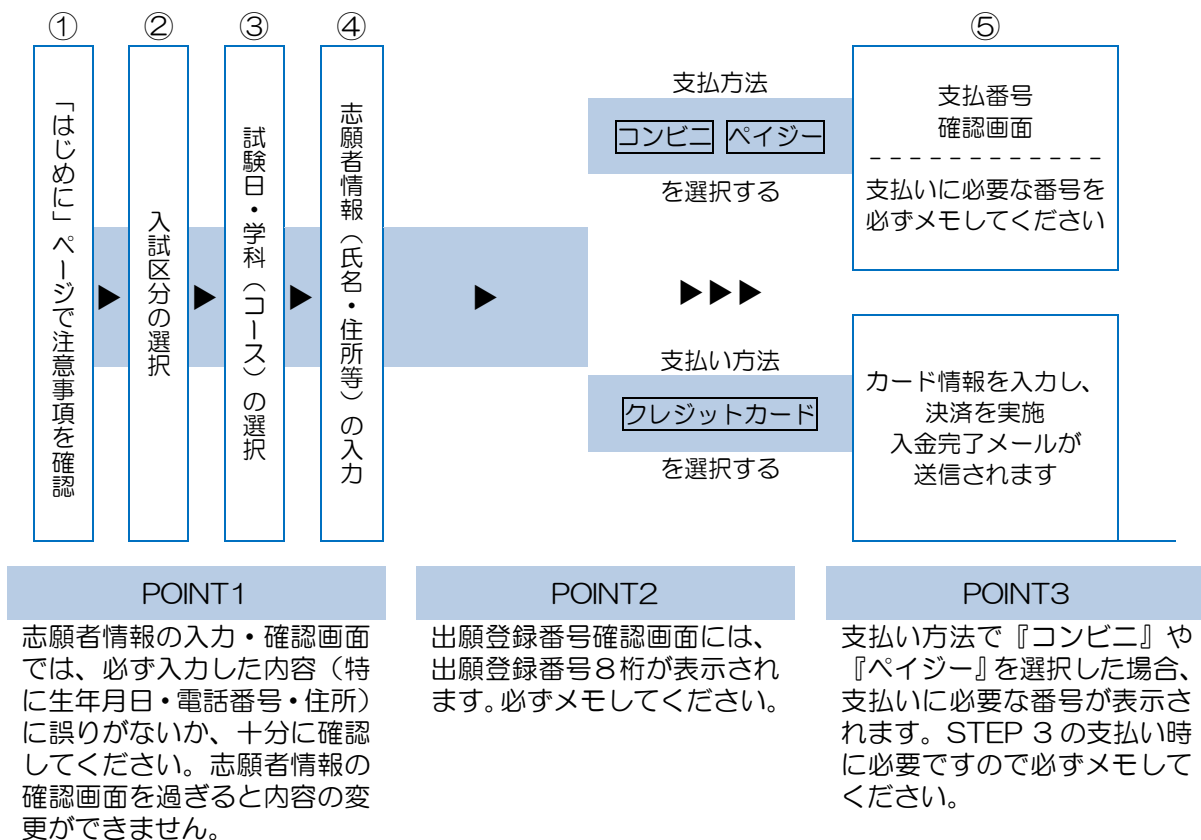 ①
「はじめに」ページで注意事項を確認
②
入試区分の選択
③
試験日・学科（コース）の選択
④
志願者情報（氏名・住所等）の入力
支払方法
コンビニ ペイジー
を選択する
支払い方法
クレジットカード
を選択する
⑤
支払番号
確認画面
支払いに必要な番号を
必ずメモしてください
カード情報を入力し、
決済を実施
入金完了メールが
送信されます
POINT1
志願者情報の入力・確認画面
では、必ず入力した内容（特
に生年月日・電話番号・住所）
に誤りがないか、十分に確認
してください。志願者情報の
確認画面を過ぎると内容の変
更ができません。
POINT2
出願登録番号確認画面には、
出願登録番号８桁が表示され
ます。必ずメモしてください。
POINT3
支払い方法で『コンビニ』や
『ペイジー』を選択した場合、
支払いに必要な番号が表示さ
れます。STEP 3 の支払い時
に必要ですので必ずメモして
ください。